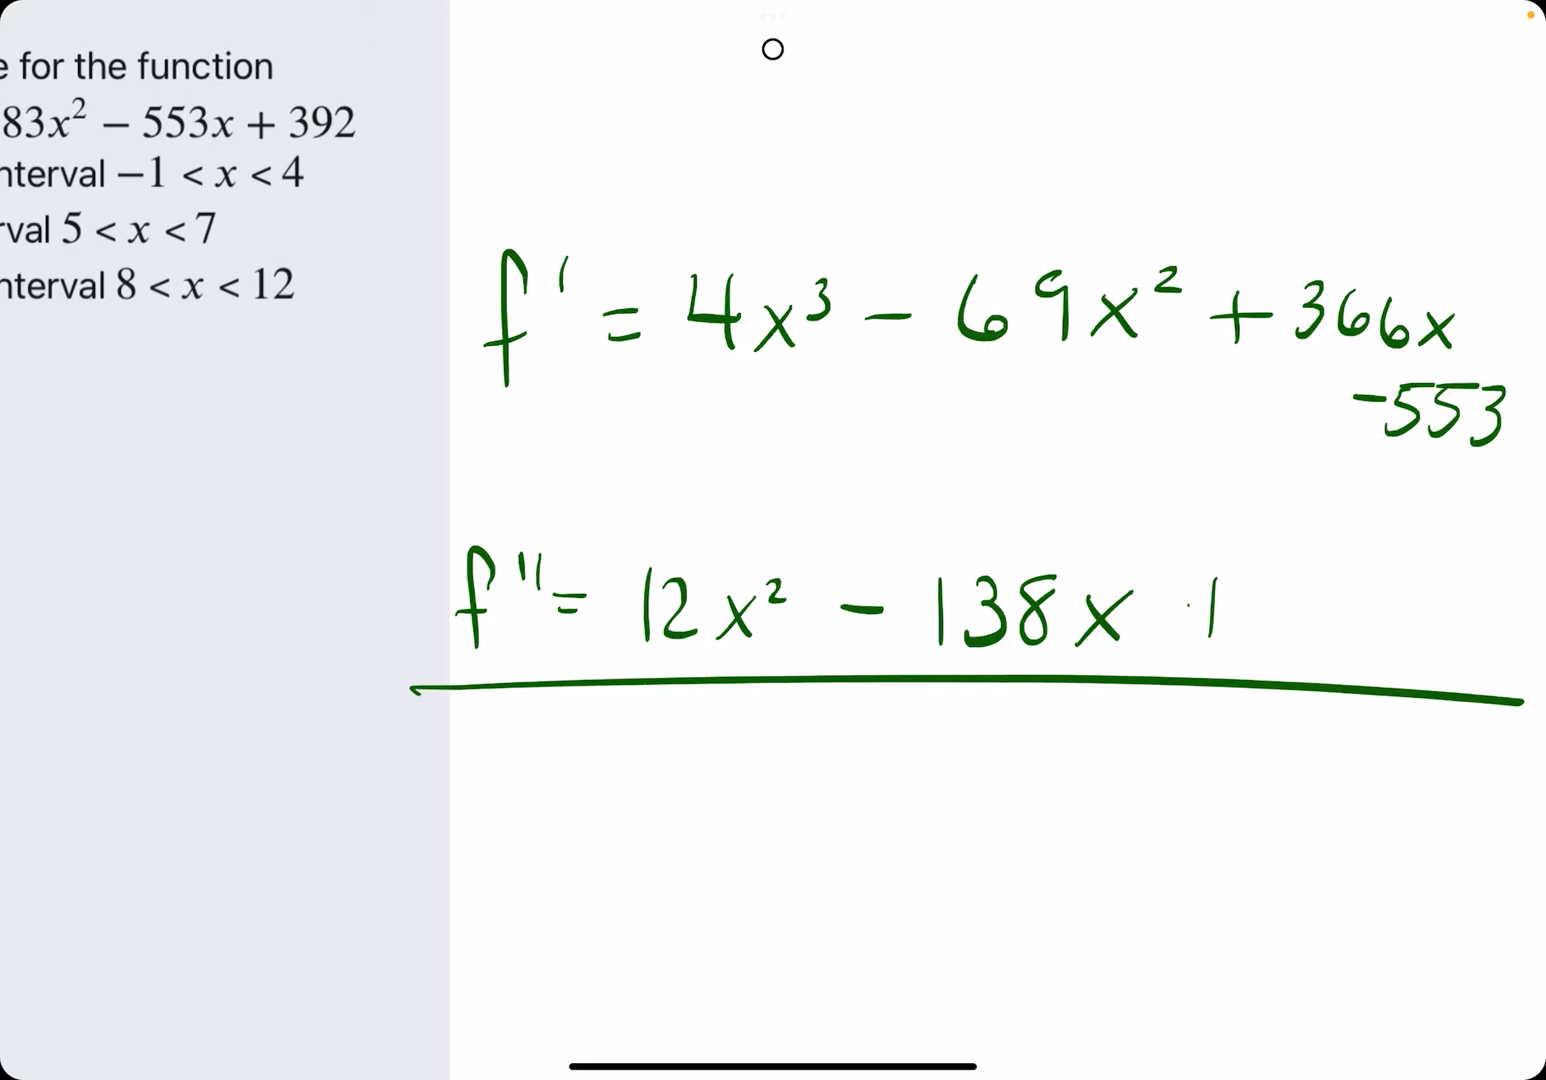 e for the function
83x² − 553x + 392
nterval −1 < x < 4
rval 5 < x < 7
nterval 8 < x < 12
f' = 4x³ − 69x² + 366x
−553
f'' = 12x² − 138x